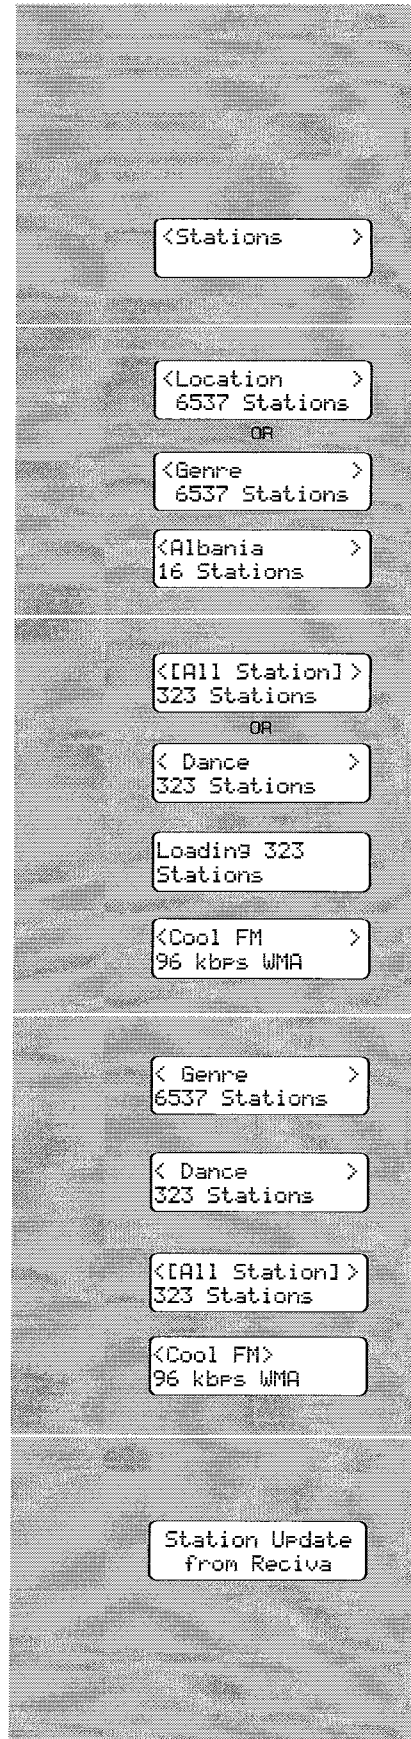 <Stations >
<Location >
6537 Stations
OR
<Genre >
6537 Stations
<Albania >
16 Stations
<[All Station] >
323 Stations
OR
< Dance >
323 Stations
Loading 323
Stations
<Cool FM >
96 kbps WMA
< Genre >
6537 Stations
< Dance >
323 Stations
<[All Station] >
323 Stations
<Cool FM>
96 kbps WMA
Station Update
from Reciva